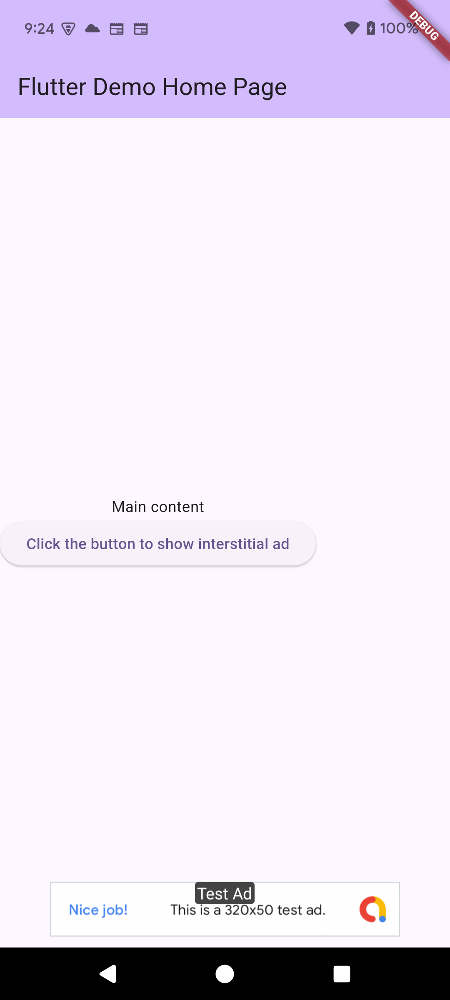 9:24
100%
DEBUG
Flutter Demo Home Page
Main content
Click the button to show interstitial ad
Test Ad
Nice job!
This is a 320x50 test ad.